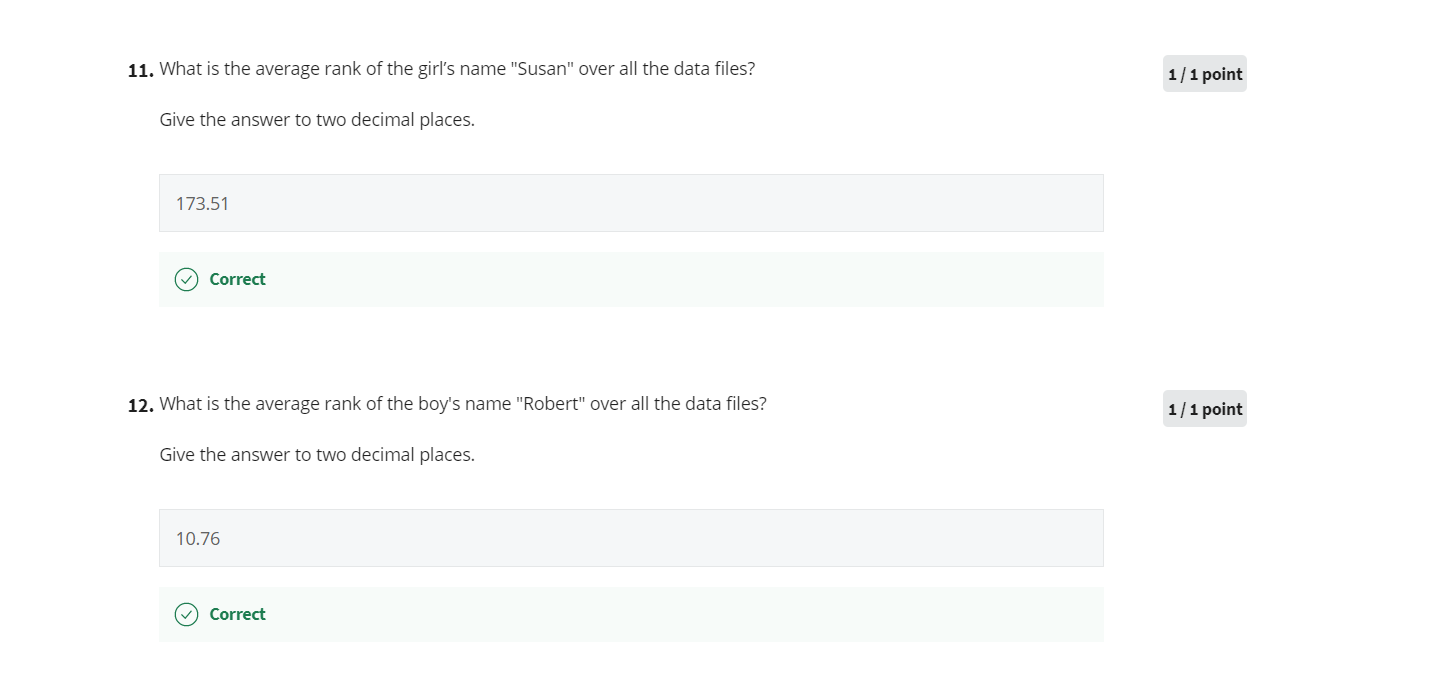 11. What is the average rank of the girl’s name "Susan" over all the data files?
1 / 1 point
Give the answer to two decimal places.
173.51
Correct
12. What is the average rank of the boy's name "Robert" over all the data files?
1 / 1 point
Give the answer to two decimal places.
10.76
Correct